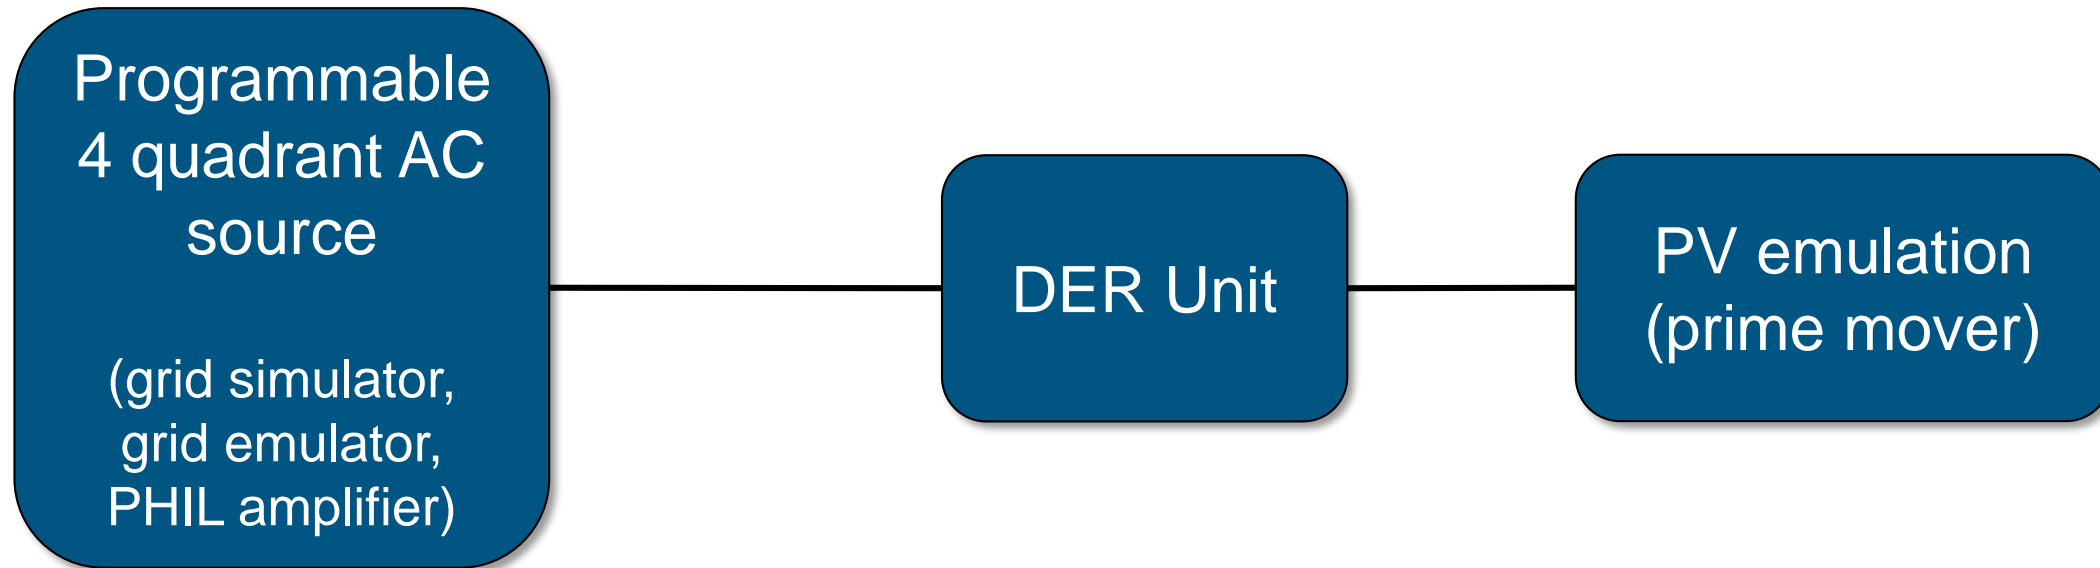 Programmable
4 quadrant AC
source
(grid simulator,
grid emulator,
PHIL amplifier)
DER Unit
PV emulation
(prime mover)